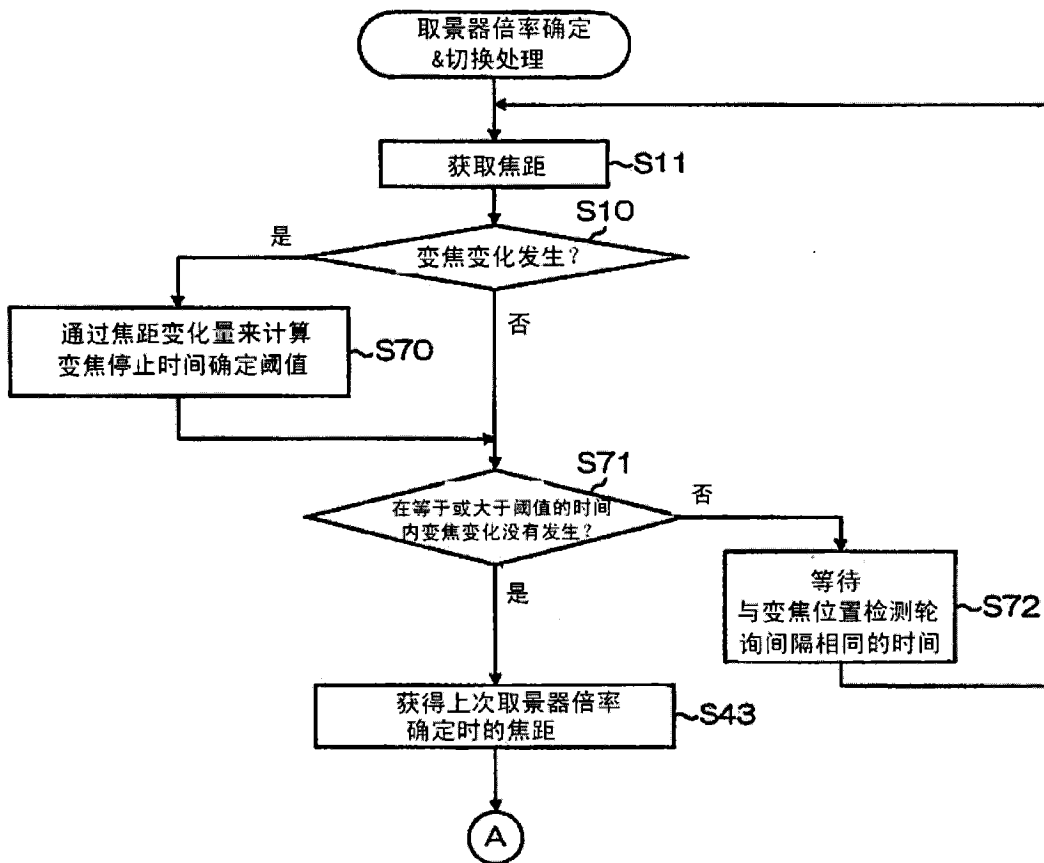 取景器倍率确定
&切换处理
获取焦距
S11
S10
变焦变化发生?
是
否
通过焦距变化量来计算
变焦停止时间确定阈值
S70
S71
在等于或大于阈值的时间
内变焦变化没有发生?
否
是
等待
与变焦位置检测轮
询间隔相同的时间
S72
获得上次取景器倍率
确定时的焦距
S43
A